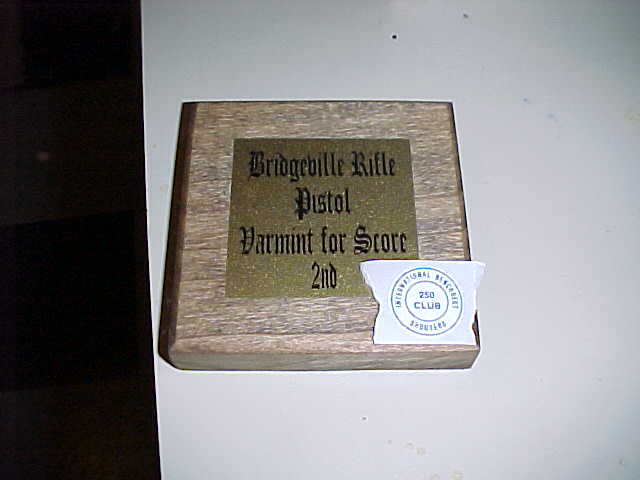 Bridgeville Rifle
Pistol
Varmint for Score
2nd
INTERNATIONAL BENCHREST
250
CLUB
SHOOTERS